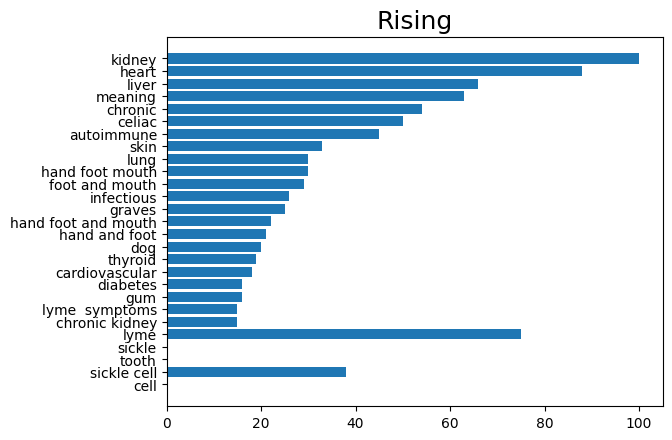 Rising
kidney
heart
liver
meaning
chronic
celiac
autoimmune
skin
lung
hand foot mouth
foot and mouth
infectious
graves
hand foot and mouth
hand and foot
dog
thyroid
cardiovascular
diabetes
gum
lyme  symptoms
chronic kidney
lyme
sickle
tooth
sickle cell
cell
0 20 40 60 80 100